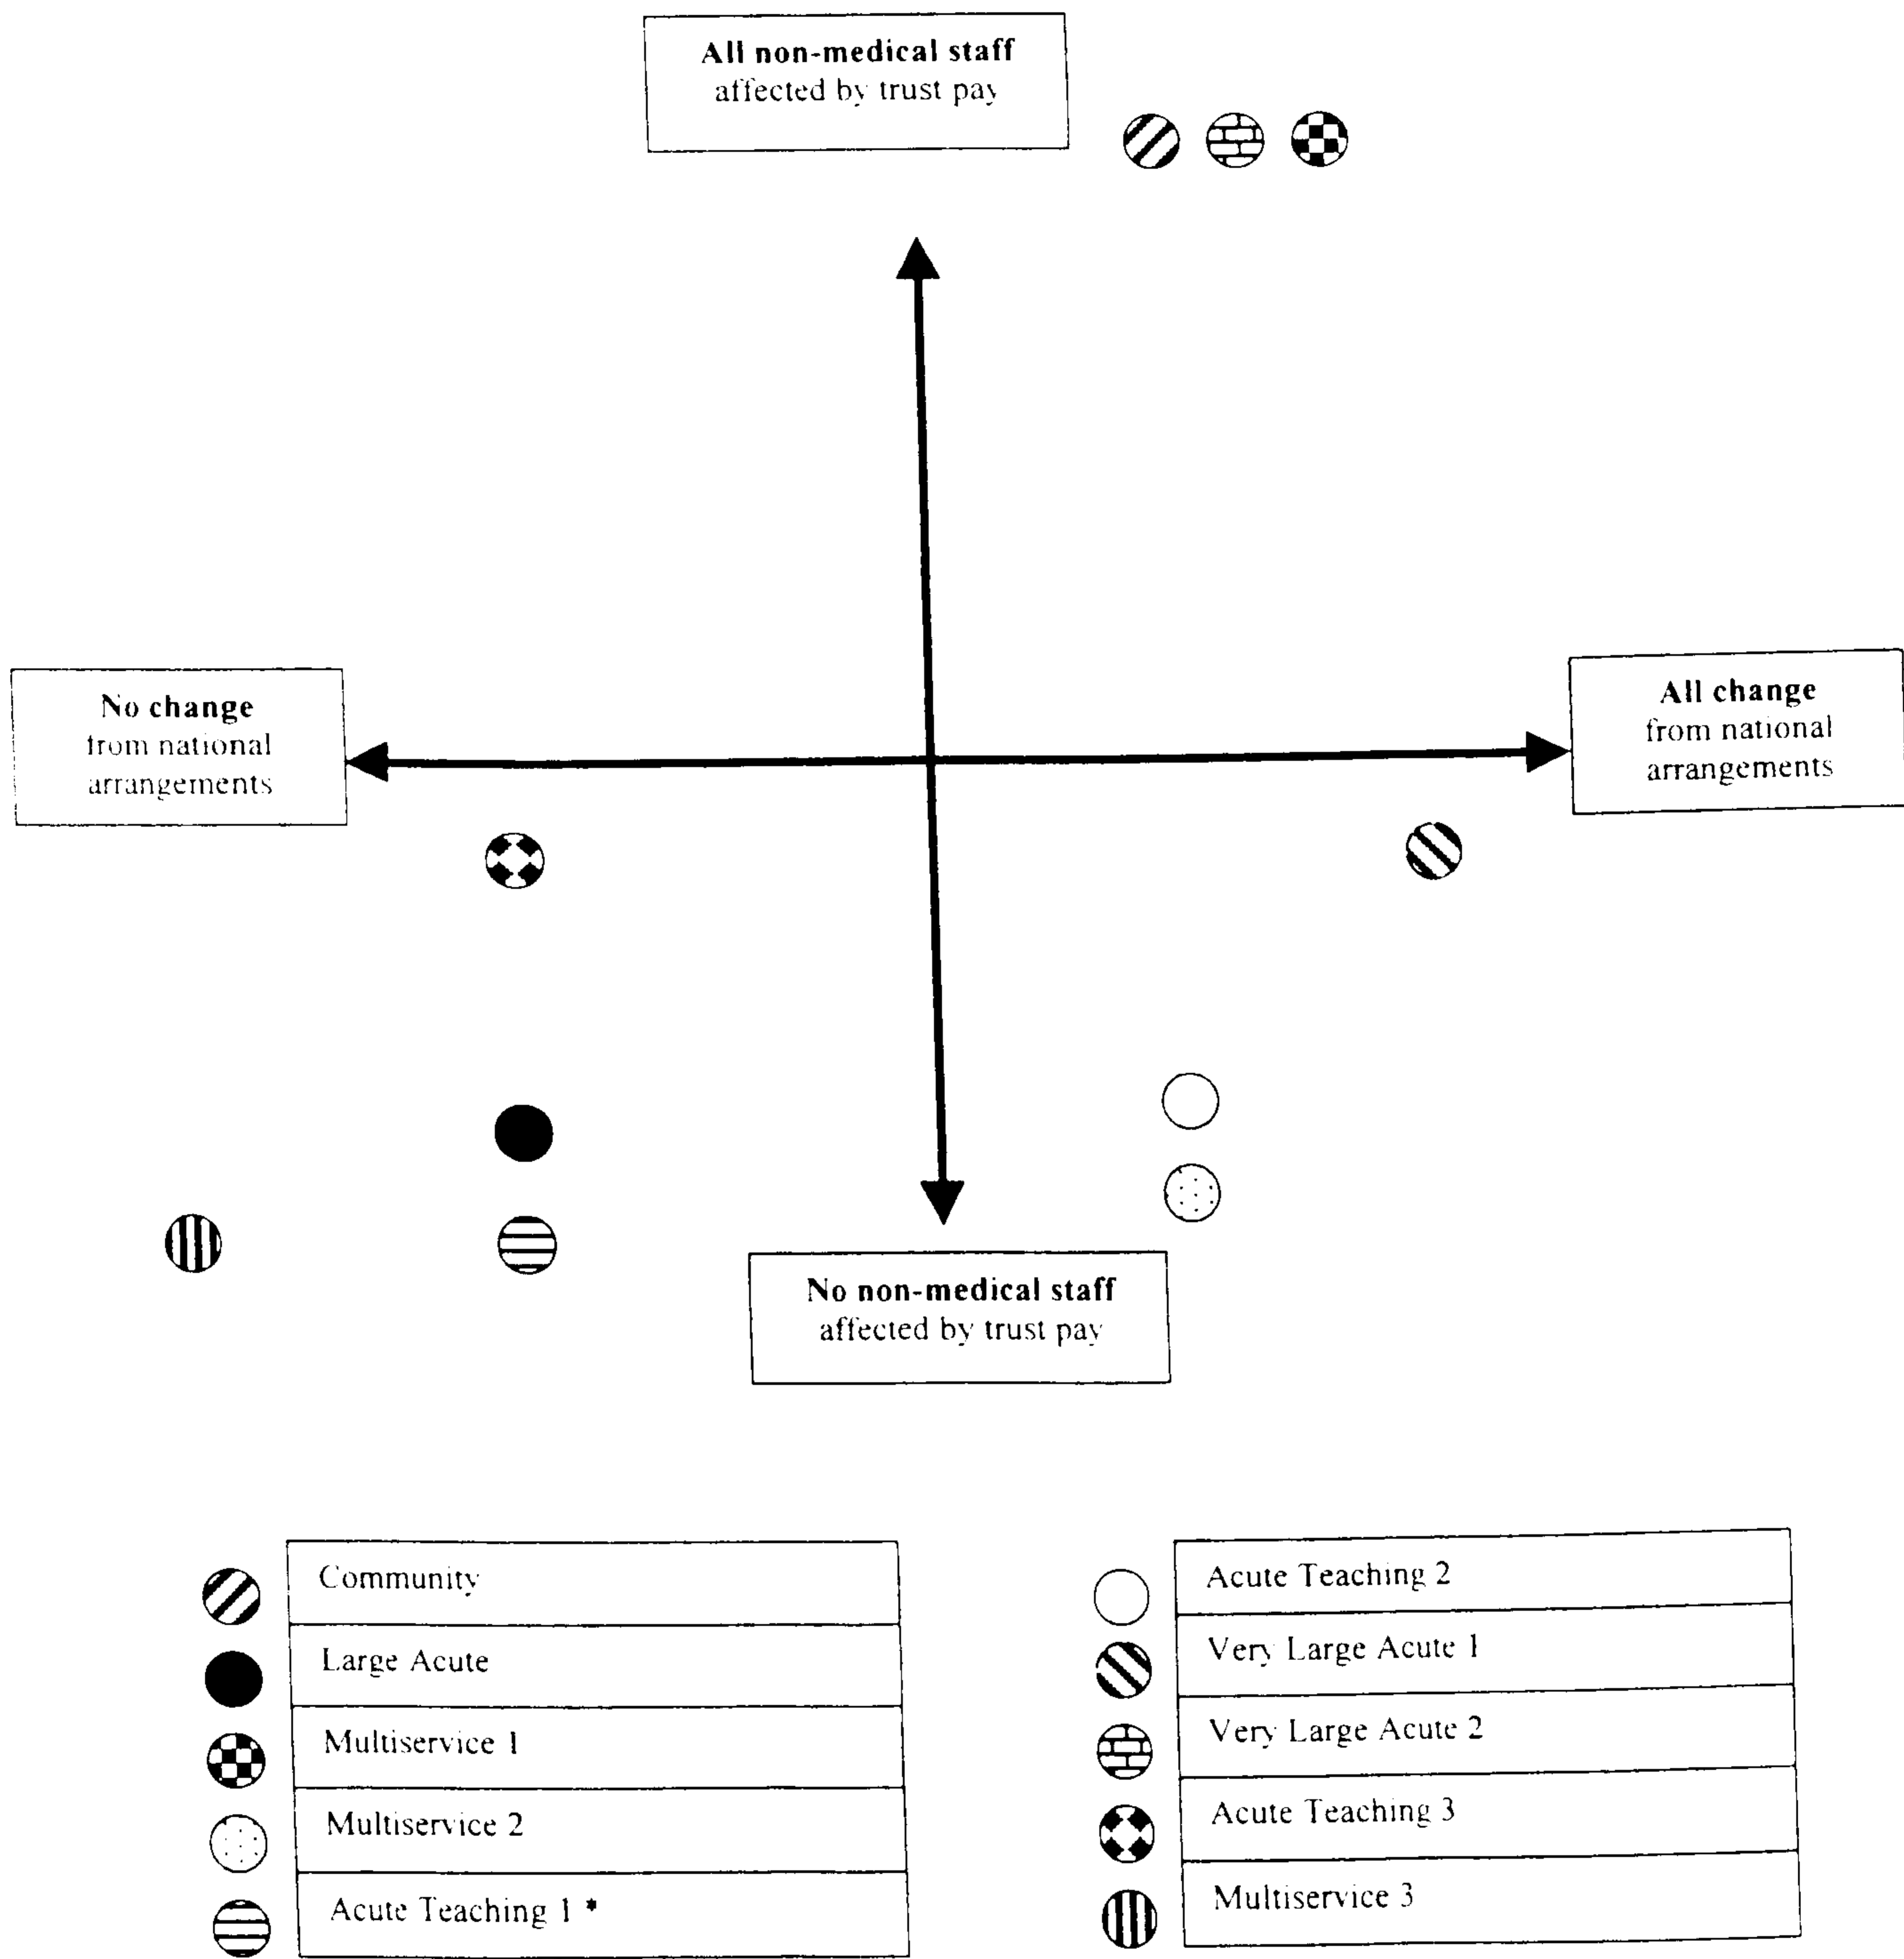 All non-medical staff
affected by trust pay
No change
from national
arrangements
All change
from national
arrangements
No non-medical staff
affected by trust pay
Community
Large Acute
Multiservice 1
Multiservice 2
Acute Teaching 1 *
Acute Teaching 2
Very Large Acute 1
Very Large Acute 2
Acute Teaching 3
Multiservice 3